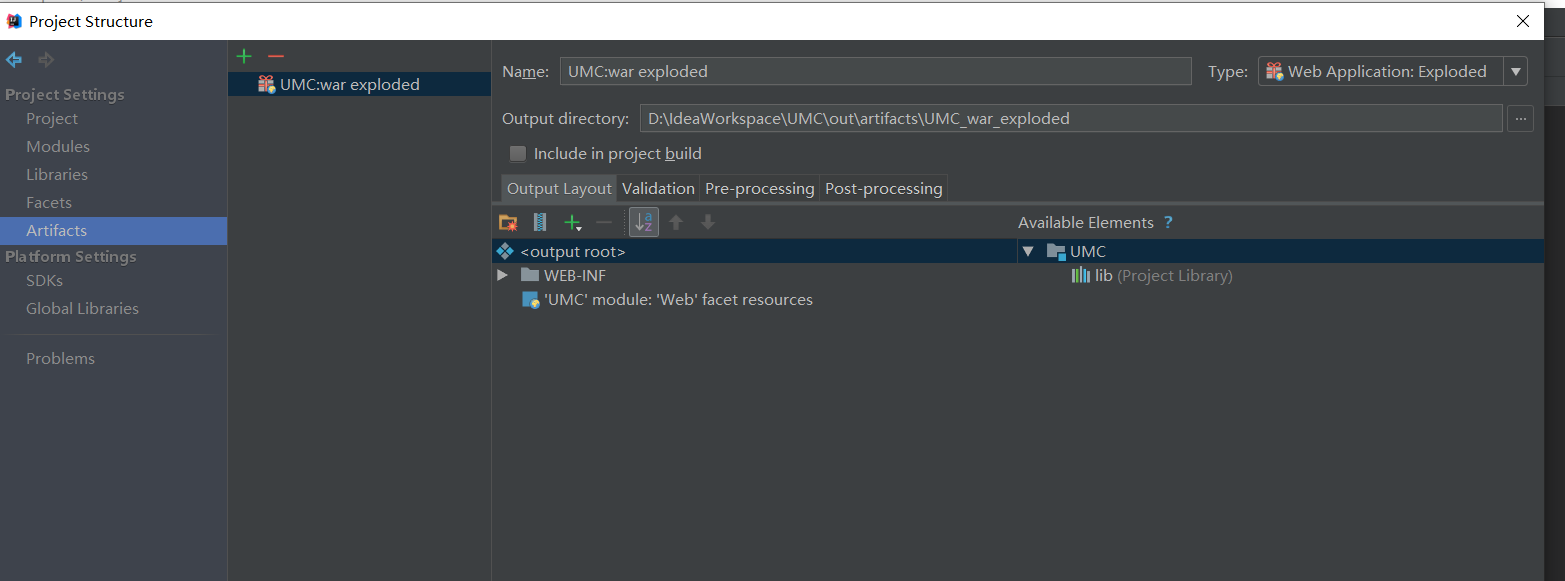 Project Structure
Project Settings
Project
Modules
Libraries
Facets
Artifacts
Platform Settings
SDKs
Global Libraries
Problems
UMC:war exploded
Name: UMC:war exploded Type: Web Application: Exploded
Output directory: D:\IdeaWorkspace\UMC\out\artifacts\UMC_war_exploded ...
Include in project build
Output Layout Validation Pre-processing Post-processing
Available Elements ?
<output root>
WEB-INF
'UMC' module: 'Web' facet resources
UMC
lib (Project Library)